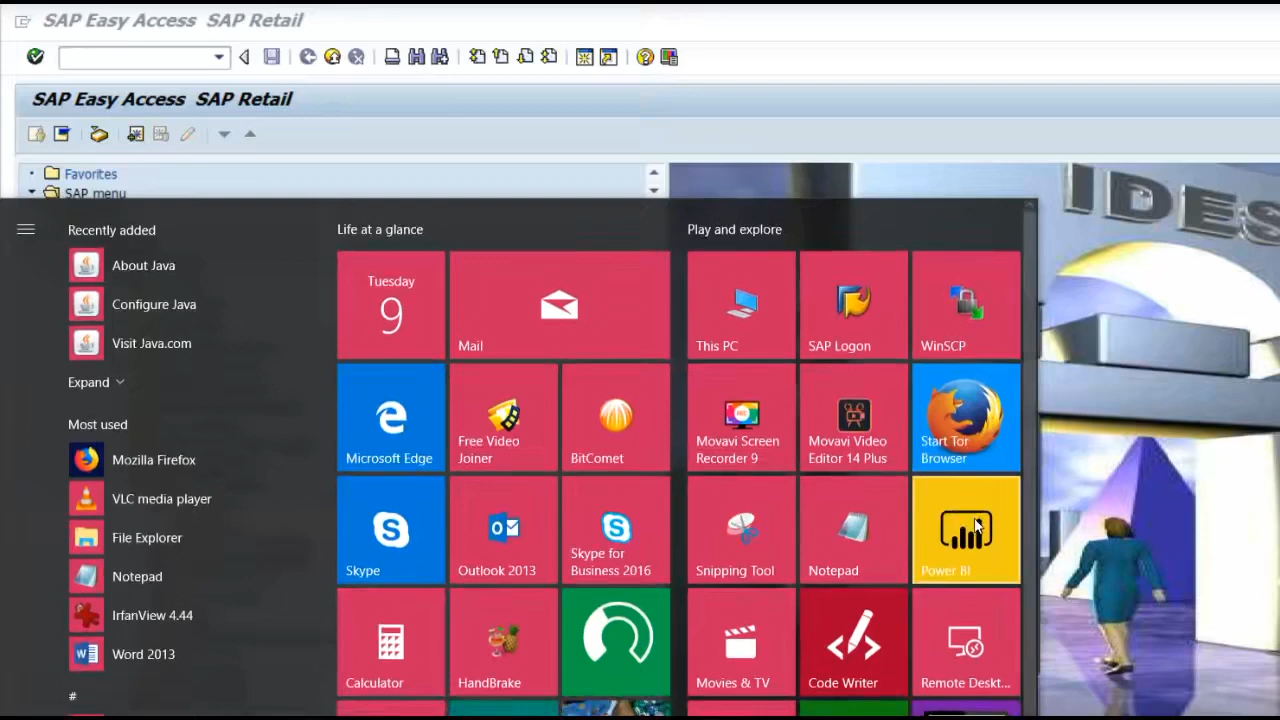 SAP Easy Access SAP Retail
SAP Easy Access SAP Retail
Favorites
SAP menu
IDES
Recently added
About Java
Configure Java
Visit Java.com
Expand
Most used
Mozilla Firefox
VLC media player
File Explorer
Notepad
IrfanView 4.44
Word 2013
#
Life at a glance
Tuesday
9
Mail
Microsoft Edge
Free Video
Joiner
BitComet
Skype
Outlook 2013
Skype for
Business 2016
Calculator
HandBrake
Play and explore
This PC
SAP Logon
WinSCP
Movavi Screen
Recorder 9
Movavi Video
Editor 14 Plus
Start Tor
Browser
Snipping Tool
Notepad
Power BI
Movies & TV
Code Writer
Remote Deskt...